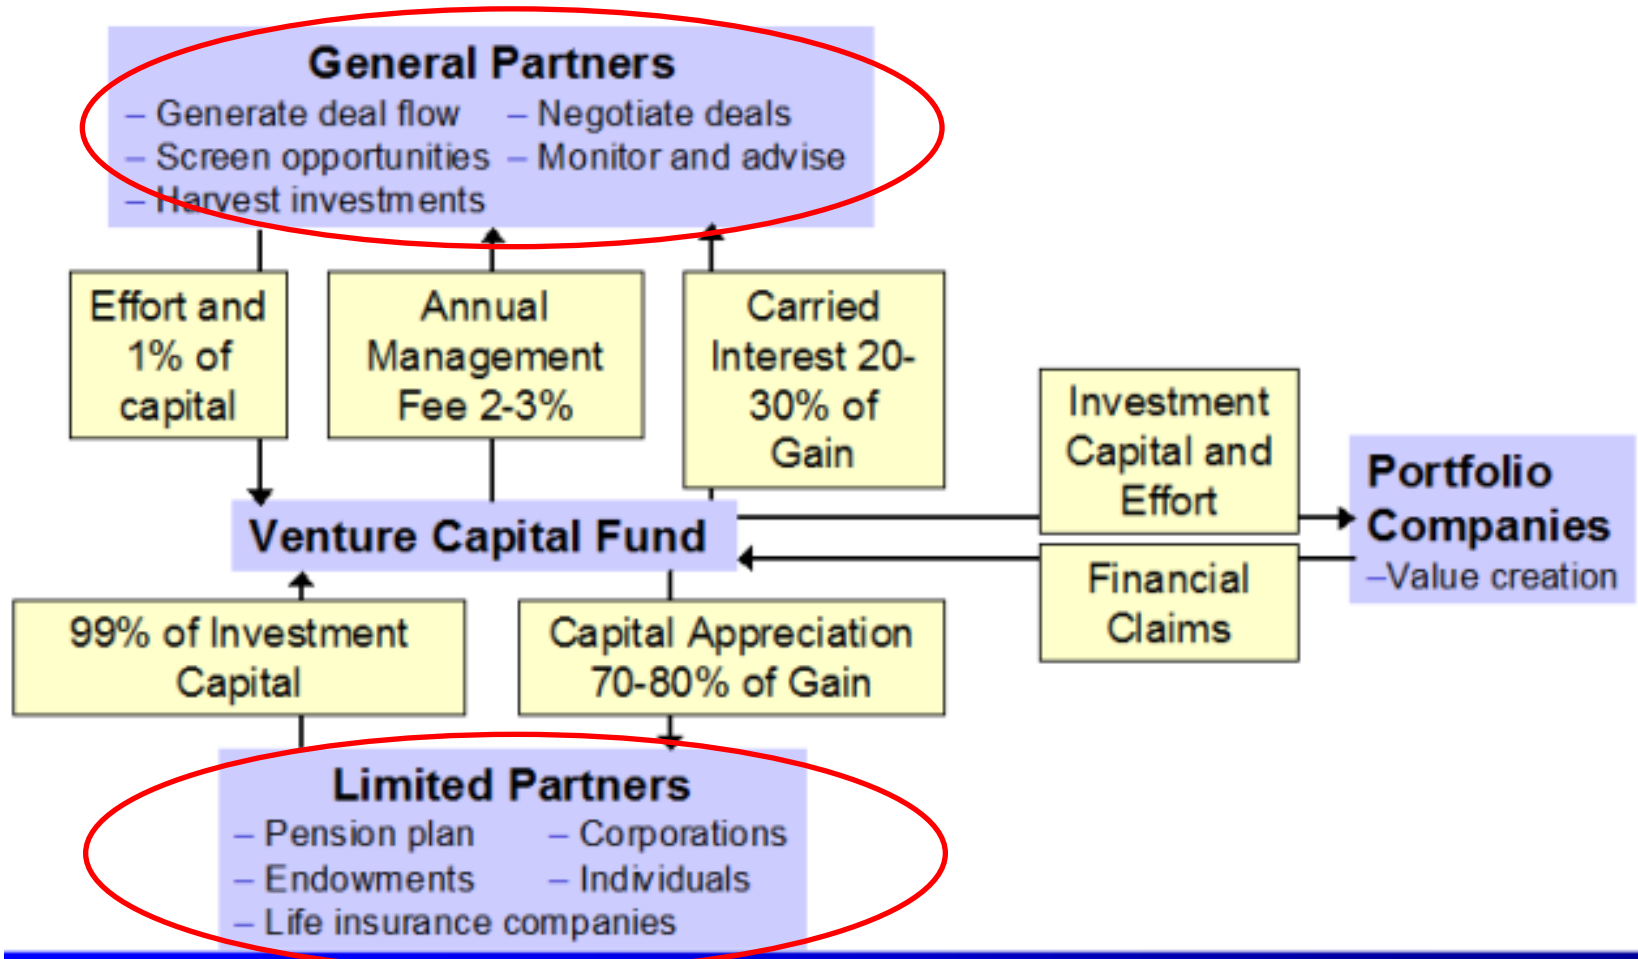 General Partners
– Generate deal flow – Negotiate deals
– Screen opportunities – Monitor and advise
– Harvest investments
Effort and
1% of
capital
Annual
Management
Fee 2-3%
Carried
Interest 20-
30% of
Gain
Investment
Capital and
Effort
Portfolio
Companies
–Value creation
Venture Capital Fund
Financial
Claims
99% of Investment
Capital
Capital Appreciation
70-80% of Gain
Limited Partners
– Pension plan – Corporations
– Endowments – Individuals
– Life insurance companies